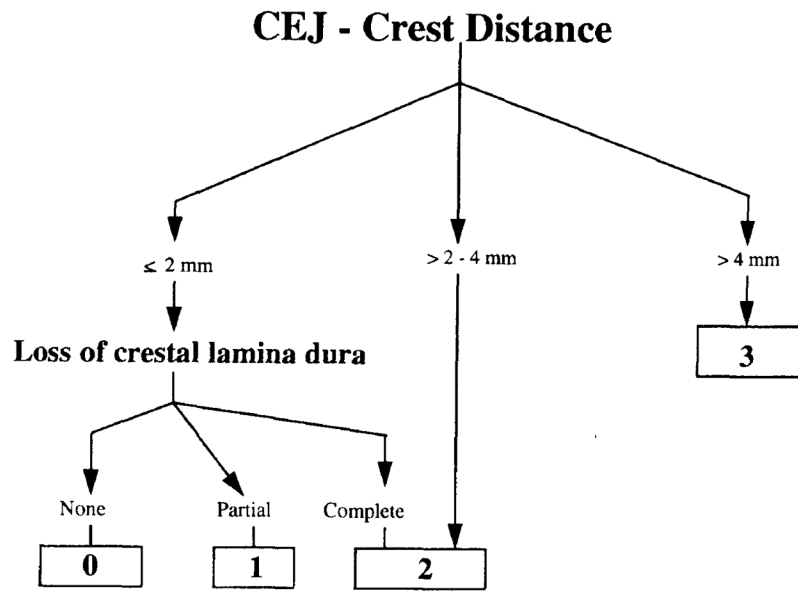 CEJ - Crest Distance
≤ 2 mm
> 2 - 4 mm
> 4 mm
3
Loss of crestal lamina dura
None
Partial
Complete
0
1
2